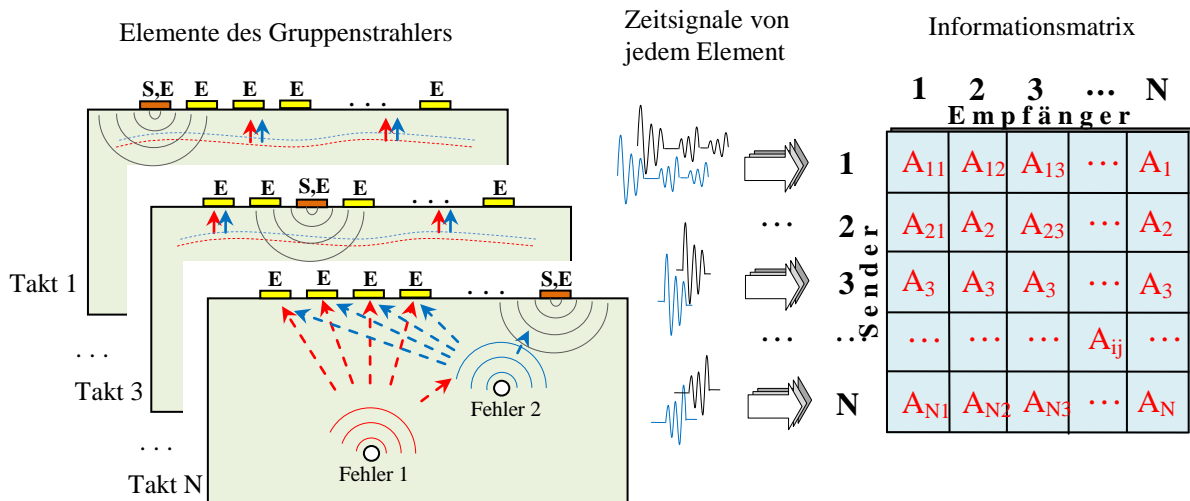 Elemente des Gruppenstrahlers
Zeitsignale von
jedem Element
Informationsmatrix
S,E E E E . . . E
Takt 1
E E S,E E . . . E
. . .
Takt 3
E E E E . . . S,E
Fehler 2
Fehler 1
. . .
Takt N
1 2 3 ... N
Empfänger
Sender
1 A11 A12 A13 ... A1
... 2 A21 A2 A23 ... A2
3 A3 A3 A3 ... A3
... ... ... ... ... Aij ...
N AN1 AN2 AN3 ... AN